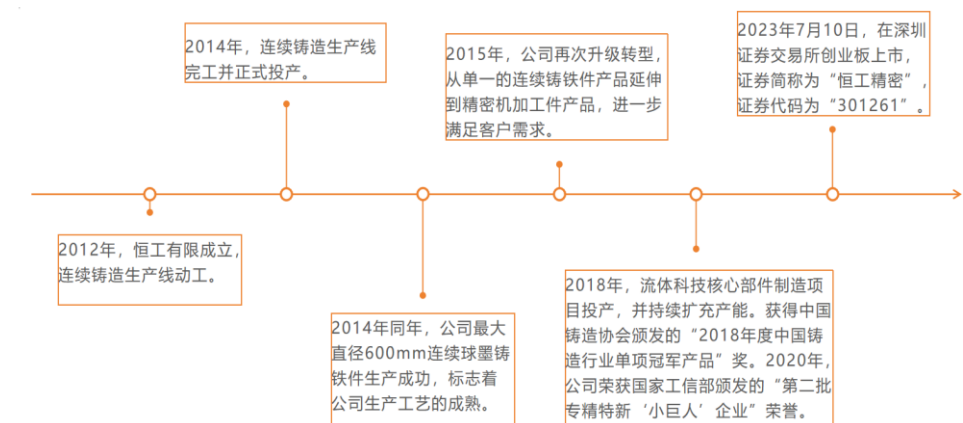 2012年，恒工有限成立，
连续铸造生产线动工。
2014年，连续铸造生产线
完工并正式投产。
2014年同年，公司最大
直径600mm连续球墨铸
铁件生产成功，标志着
公司生产工艺的成熟。
2015年，公司再次升级转型，
从单一的连续铸铁件产品延伸
到精密机加工件产品，进一步
满足客户需求。
2018年，流体科技核心部件制造项
目投产，并持续扩充产能。获得中国
铸造协会颁发的“2018年度中国铸
造行业单项冠军产品”奖。2020年，
公司荣获国家工信部颁发的“第二批
专精特新‘小巨人’企业”荣誉。
2023年7月10日，在深圳
证券交易所创业板上市，
证券简称为“恒工精密”，
证券代码为“301261”。